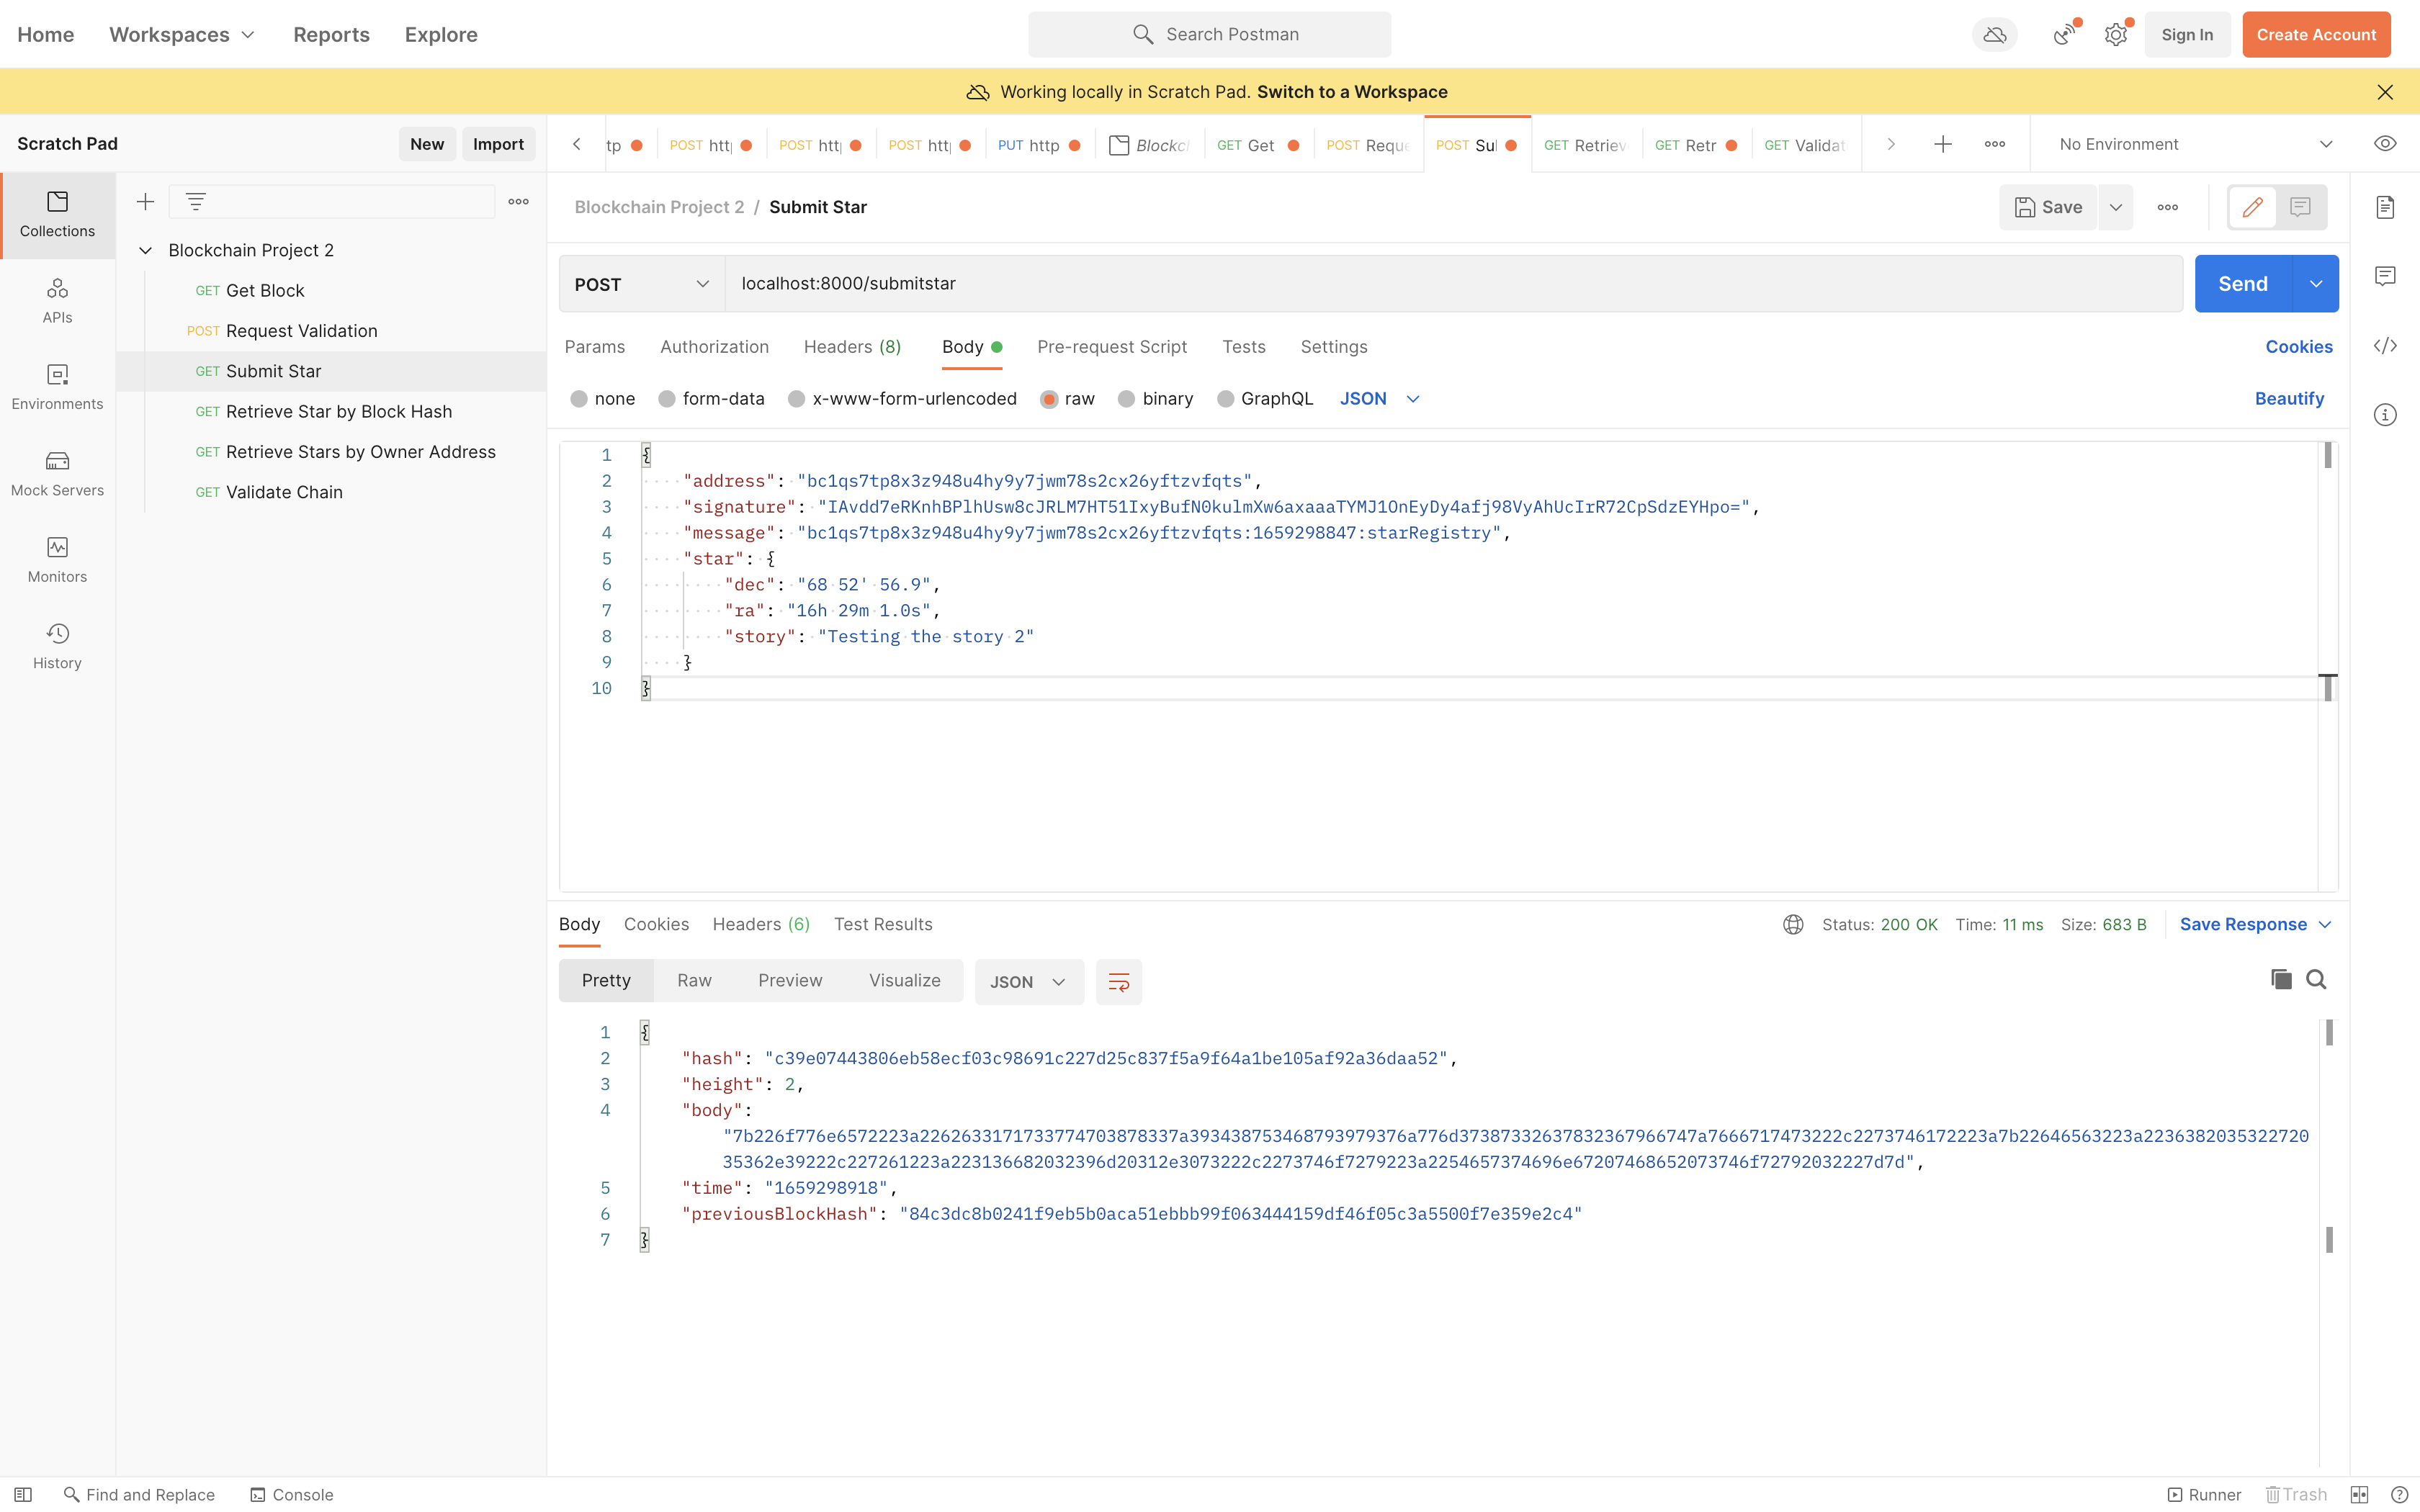 Home Workspaces Reports Explore Search Postman Sign In Create Account
Working locally in Scratch Pad. Switch to a Workspace
Scratch Pad New Import
tp POST htt POST htt POST htt PUT http Blockc GET Get POST Reque POST Su GET Retriev GET Retr GET Validat No Environment
Collections
APIs
Environments
Mock Servers
Monitors
History
Blockchain Project 2
GET Get Block
POST Request Validation
GET Submit Star
GET Retrieve Star by Block Hash
GET Retrieve Stars by Owner Address
GET Validate Chain
Blockchain Project 2 / Submit Star Save
POST localhost:8000/submitstar Send
Params Authorization Headers (8) Body Pre-request Script Tests Settings Cookies
none form-data x-www-form-urlencoded raw binary GraphQL JSON Beautify
1 {
2 "address": "bc1qs7tp8x3z948u4hy9y7jwm78s2cx26yftzvfqts",
3 "signature": "IAvdd7eRKnhBPlhUsw8cJRLM7HT51IxyBufN0kulmXw6axaaaTYMJ1OnEyDy4afj98VyAhUcIrR72CpSdzEYHpo=",
4 "message": "bc1qs7tp8x3z948u4hy9y7jwm78s2cx26yftzvfqts:1659298847:starRegistry",
5 "star": {
6 "dec": "68 52' 56.9",
7 "ra": "16h 29m 1.0s",
8 "story": "Testing the story 2"
9 }
10 }
Body Cookies Headers (6) Test Results Status: 200 OK Time: 11 ms Size: 683 B Save Response
Pretty Raw Preview Visualize JSON
1 {
2 "hash": "c39e07443806eb58ecf03c98691c227d25c837f5a9f64a1be105af92a36daa52",
3 "height": 2,
4 "body":
"7b226f776e6572223a22626331717337747038783378337a393438753468793979376a776d373873326378323679667a7666717473222c2273746172223a7b22646563223a2236382035322720
35362e39222c227261223a223136682032396d20312e3073222c2273746f7279223a2254657374696e67207468652073746f72792032227d7d",
5 "time": "1659298918",
6 "previousBlockHash": "84c3dc8b0241f9eb5b0aca51ebbb99f063444159df46f05c3a5500f7e359e2c4"
7 }
Find and Replace Console Runner Trash